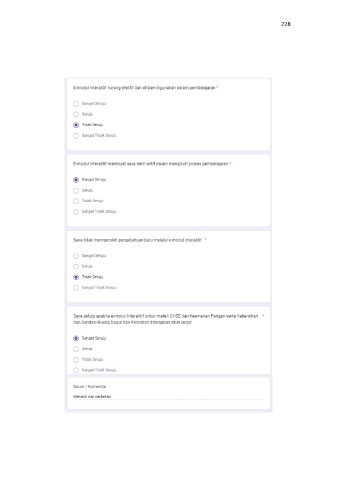 228
E-modul interaktif kurang efektif dan efisien digunakan dalam pembelajaran *
Sangat Setuju
Setuju
Tidak Setuju
Sangat Tidak Setuju
E-modul interaktif membuat saya lebih aktif dalam mengikuti proses pembelajaran *
Sangat Setuju
Setuju
Tidak Setuju
Sangat Tidak Setuju
Saya tidak memperoleh pengetahuan baru melalui e-modul interaktif *
Sangat Setuju
Setuju
Tidak Setuju
Sangat Tidak Setuju
Saya setuju apabila e-modul interaktif untuk materi CHSE dan Keamanan Pangan serta Kebersihan *
dan Sanitasi Ruang Dapur dan Peralatan diterapkan lebih lanjut
Sangat Setuju
Setuju
Tidak Setuju
Sangat Tidak Setuju
Saran / Komentar
Menarik dan berkesan